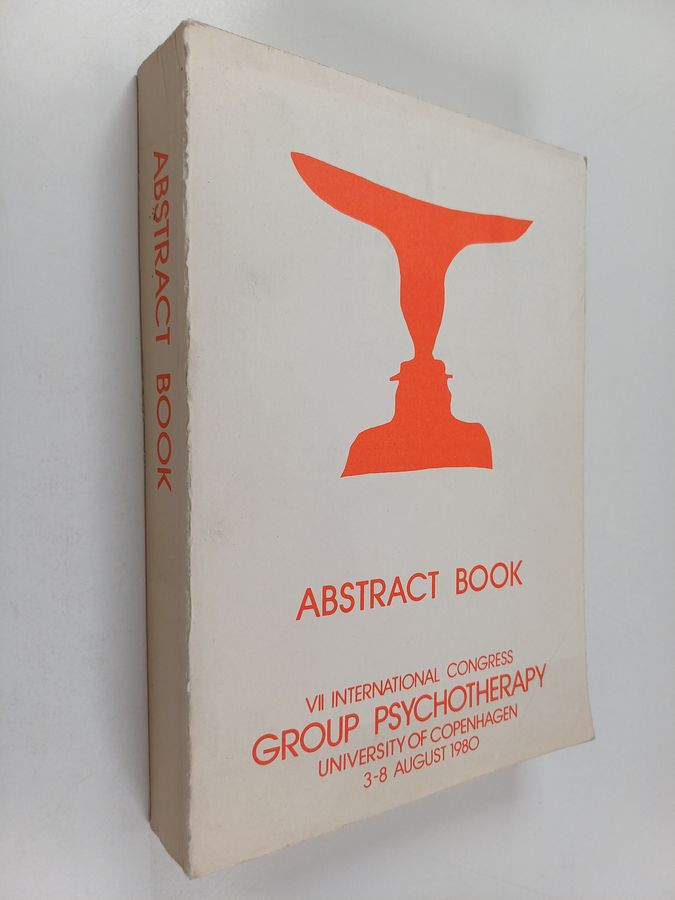 ABSTRACT BOOK
ABSTRACT BOOK
VII INTERNATIONAL CONGRESS
GROUP PSYCHOTHERAPY
UNIVERSITY OF COPENHAGEN
3-8 AUGUST 1980